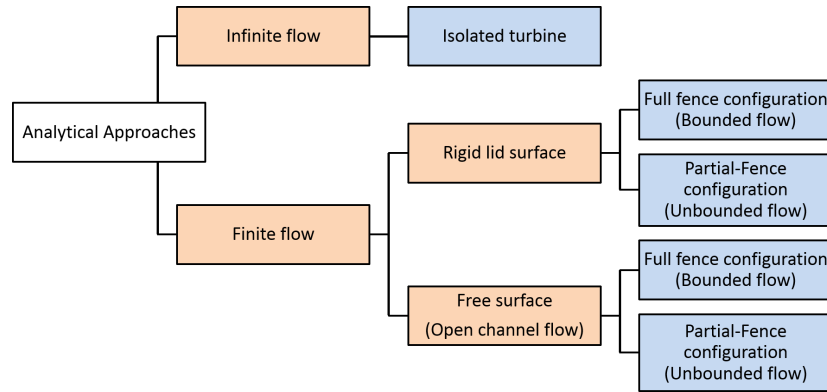 Infinite flow
Isolated turbine
Analytical Approaches
Full fence configuration
(Bounded flow)
Rigid lid surface
Partial-Fence
configuration
(Unbounded flow)
Finite flow
Full fence configuration
(Bounded flow)
Free surface
(Open channel flow)
Partial-Fence
configuration
(Unbounded flow)